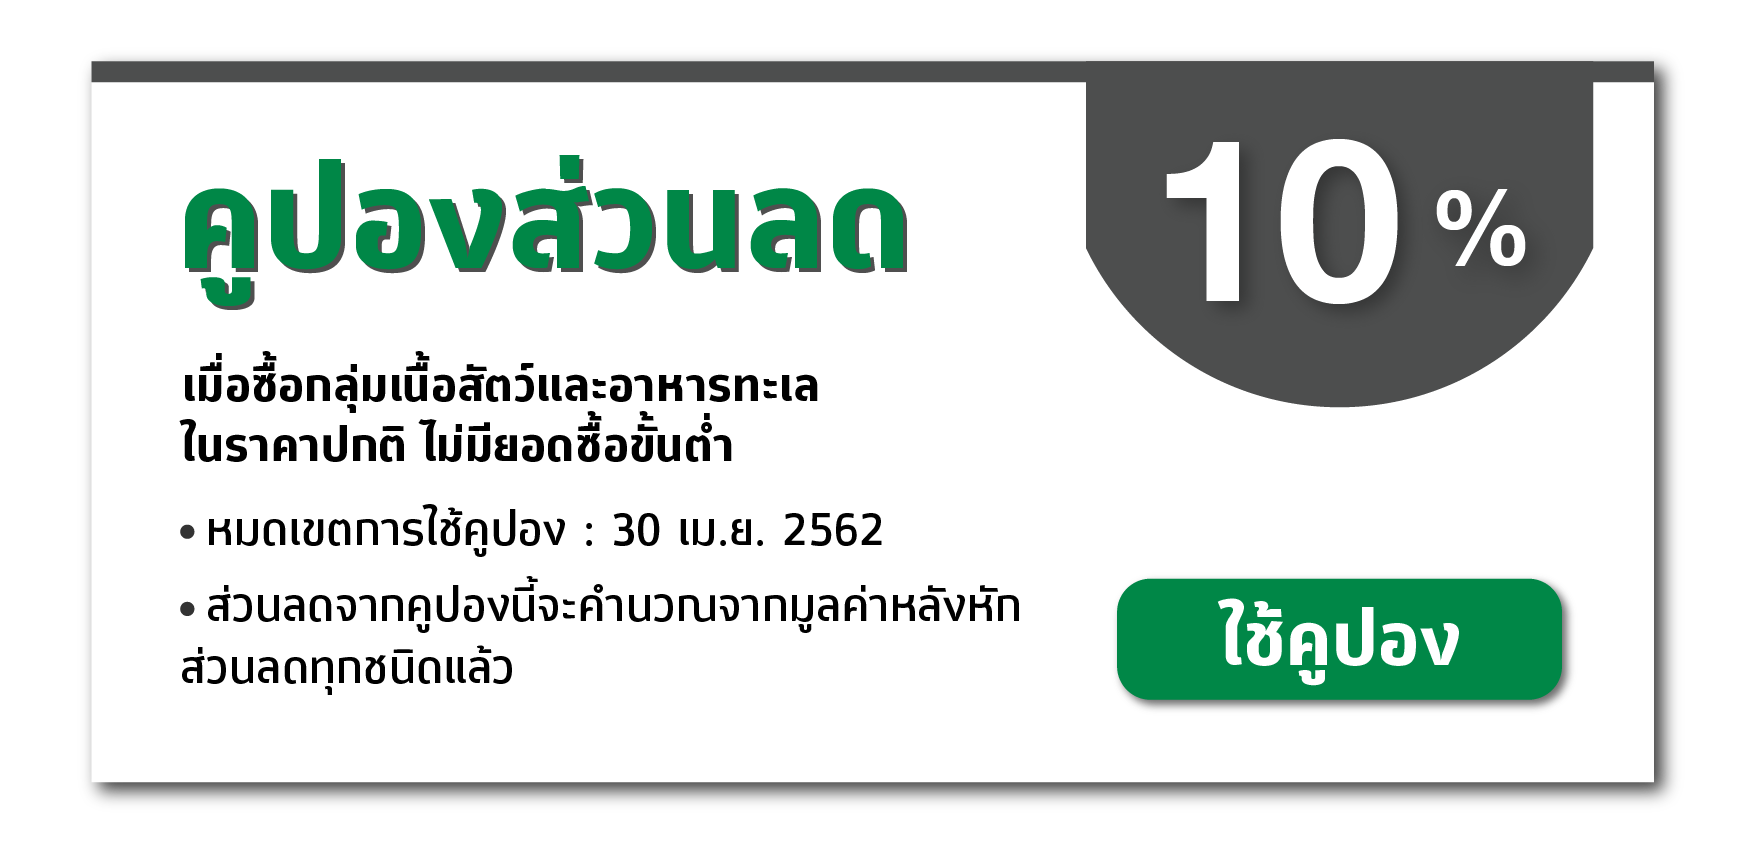 คูปองส่วนลด
10 %
เมื่อซื้อกลุ่มเนื้อสัตว์และอาหารทะเล
ในราคาปกติ ไม่มียอดซื้อขั้นต่ำ
• หมดเขตการใช้คูปอง : 30 เม.ย. 2562
• ส่วนลดจากคูปองนี้จะคำนวณจากมูลค่าหลังหัก
ส่วนลดทุกชนิดแล้ว
ใช้คูปอง